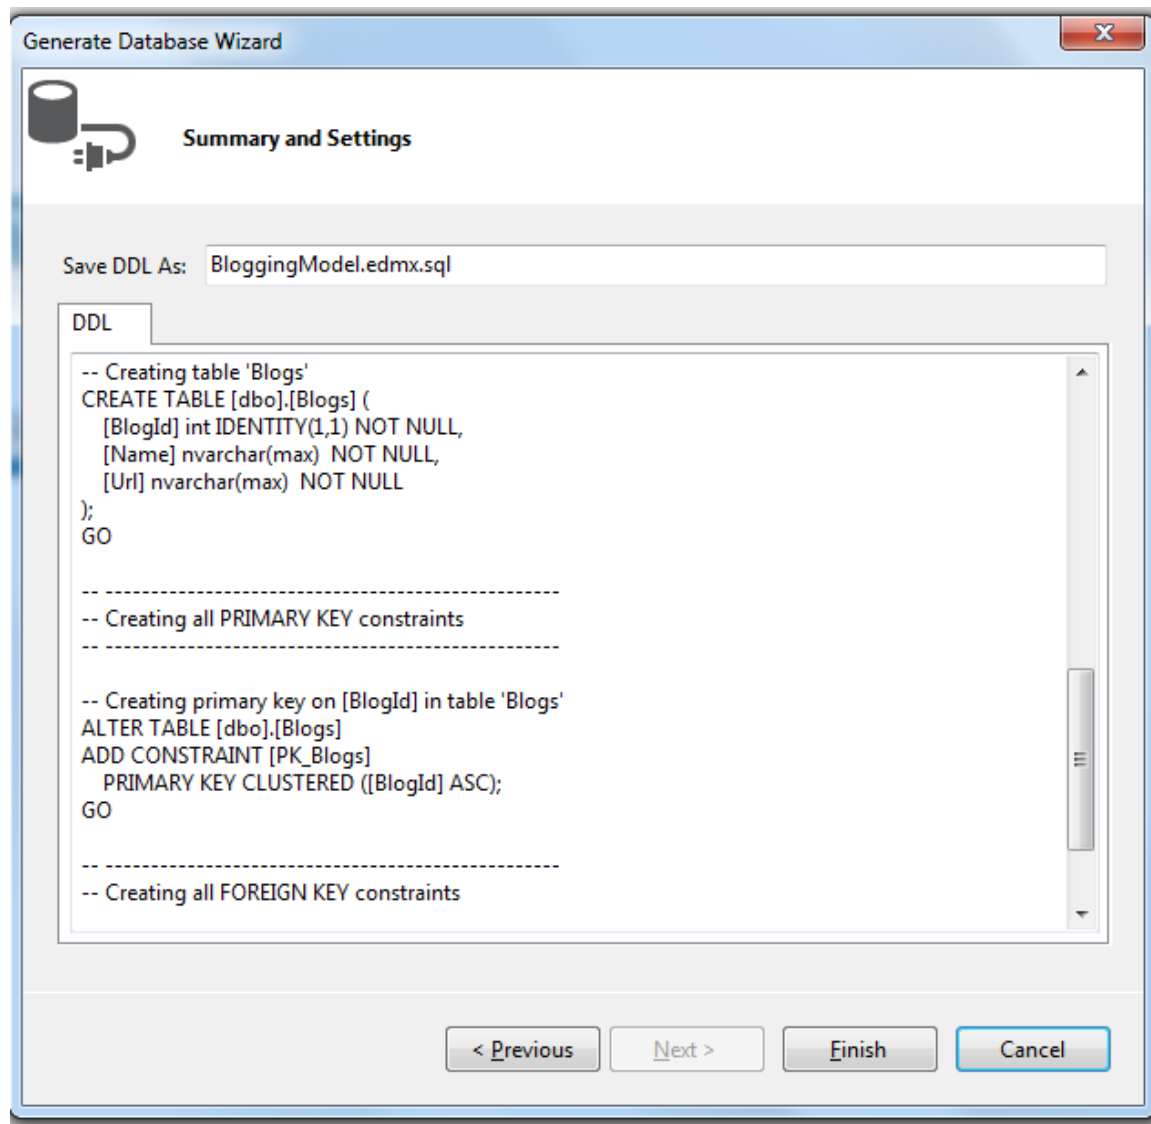 Generate Database Wizard
Summary and Settings
Save DDL As: BloggingModel.edmx.sql
DDL
-- Creating table 'Blogs'
CREATE TABLE [dbo].[Blogs] (
    [BlogId] int IDENTITY(1,1) NOT NULL,
    [Name] nvarchar(max)  NOT NULL,
    [Url] nvarchar(max)  NOT NULL
);
GO
-- --------------------------------------------------
-- Creating all PRIMARY KEY constraints
-- --------------------------------------------------
-- Creating primary key on [BlogId] in table 'Blogs'
ALTER TABLE [dbo].[Blogs]
ADD CONSTRAINT [PK_Blogs]
    PRIMARY KEY CLUSTERED ([BlogId] ASC);
GO
-- --------------------------------------------------
-- Creating all FOREIGN KEY constraints
< Previous Next > Finish Cancel